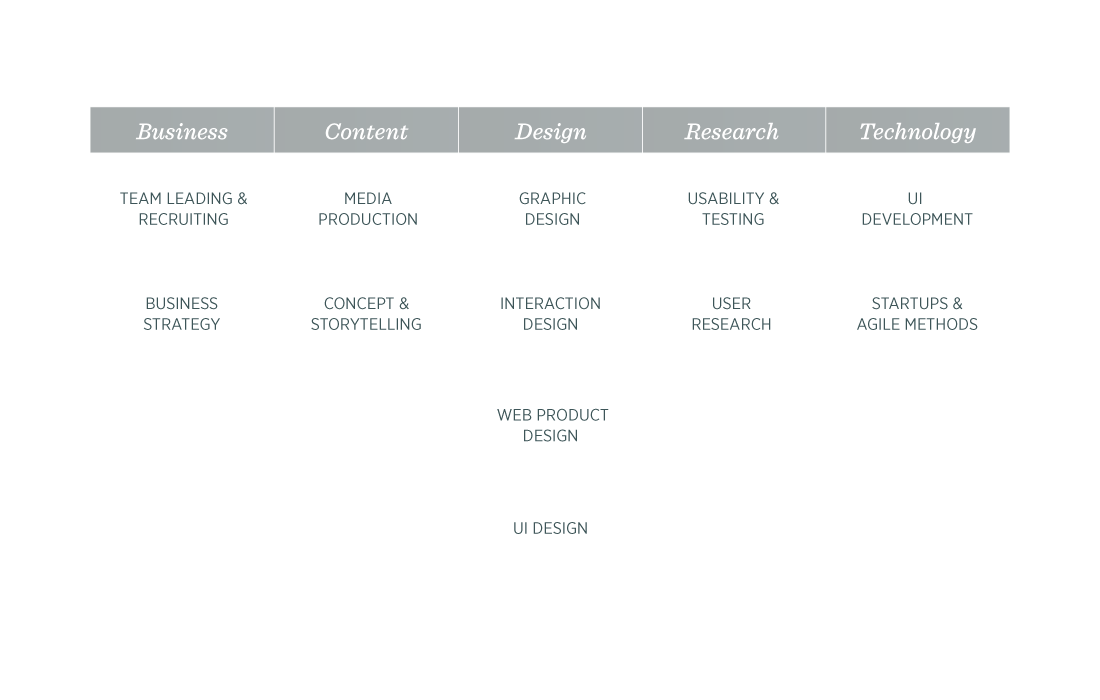 Business Content Design Research Technology
TEAM LEADING &
RECRUITING
MEDIA
PRODUCTION
GRAPHIC
DESIGN
USABILITY &
TESTING
UI
DEVELOPMENT
BUSINESS
STRATEGY
CONCEPT &
STORYTELLING
INTERACTION
DESIGN
USER
RESEARCH
STARTUPS &
AGILE METHODS
WEB PRODUCT
DESIGN
UI DESIGN